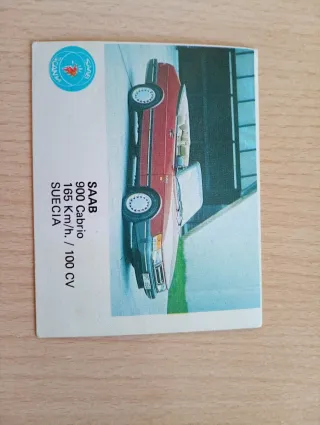 SAAB
900 Cabrio
165 Km/h. / 100 CV
SUECIA